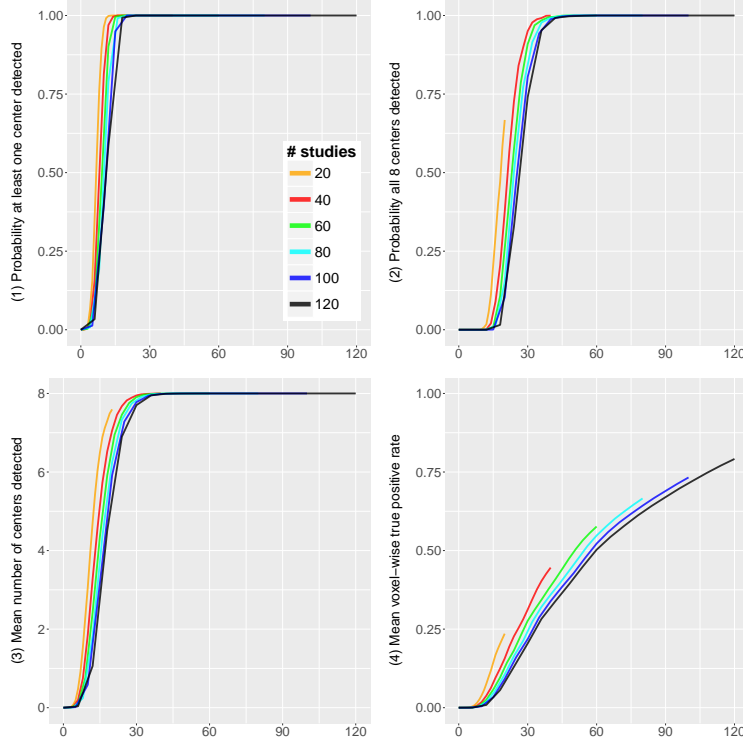 (1) Probability at least one center detected
1.00
0.75
0.50
0.25
0.00
0 30 60 90 120
# studies
20
40
60
80
100
120
(2) Probability all 8 centers detected
1.00
0.75
0.50
0.25
0.00
0 30 60 90 120
(3) Mean number of centers detected
8
6
4
2
0
0 30 60 90 120
(4) Mean voxel−wise true positive rate
1.00
0.75
0.50
0.25
0.00
0 30 60 90 120